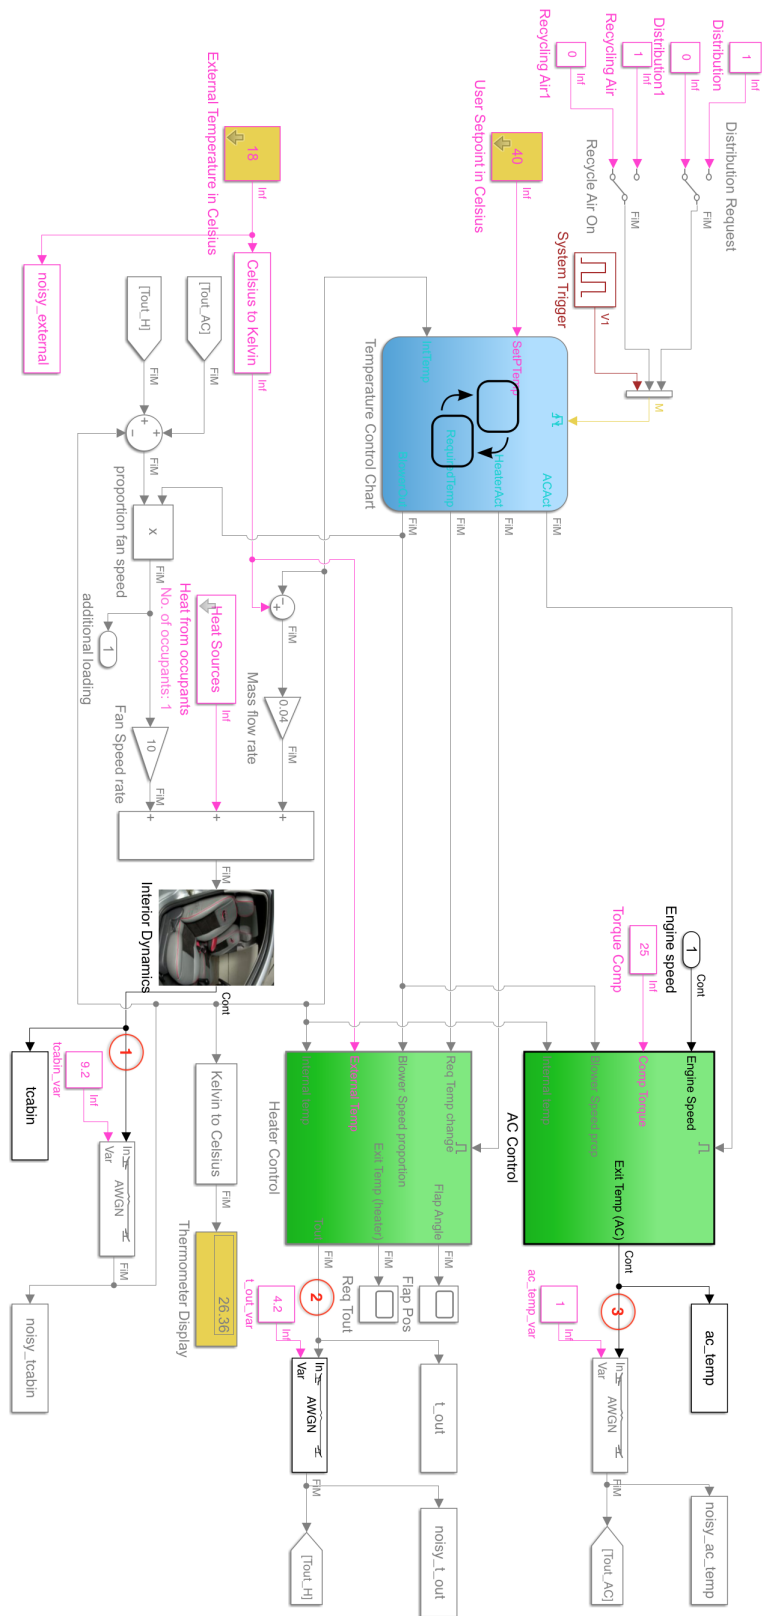 1
Inf
Distribution
0
Inf
Distribution1
1
Inf
Recycling Air
0
Inf
Recycling Air1
Distribution Request
FiM
Recycle Air On
FiM
System Trigger
V1
M
40
Inf
User Setpoint in Celsius
18
Inf
External Temperature in Celsius
Celsius to Kelvin
Inf
noisy_external
[Tout_AC]
FiM
[Tout_H]
FiM
SetPTemp
IntTemp
ACAct
HeaterAct
RequiredTemp
FiM
FiM
FiM
FiM
Temperature Control Chart
+
+
−
FiM
X
FiM
proportion fan speed
1
additional loading
−
+
FiM
0.04
FiM
Mass flow rate
Heat Sources
Inf
Heat from occupants
No. of occupants: 1
10
FiM
Fan Speed rate
+
+
+
FiM
Interior Dynamics
Cont
1
Cont
Engine speed
25
Inf
Torque Comp
Engine Speed
Comp Torque
Blower Speed prop
Exit Temp (AC)
AC Control
Cont
Req Temp change
Blower Speed proportion
External Temp
Flap Angle
Exit Temp (heater)
Heater Control
FiM
FiM
FiM
Flap Pos
Req Tout
1
tcabin
9.2
Inf
tcabin_var
In
Var
AWGN
FiM
noisy_tcabin
Kelvin to Celsius
FiM
26.36
Thermometer Display
2
4.2
Inf
t_out_var
In
Var
AWGN
FiM
t_out
noisy_t_out
[Tout_H]
3
1
Inf
ac_temp_var
In
Var
AWGN
FiM
ac_temp
noisy_ac_temp
[Tout_AC]